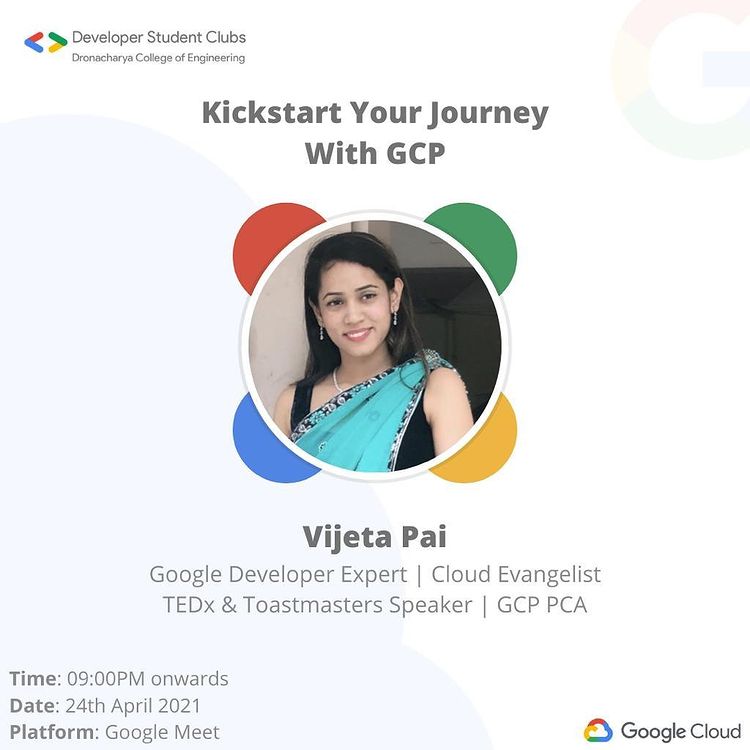 Developer Student Clubs
Dronacharya College of Engineering
Kickstart Your Journey
With GCP
Vijeta Pai
Google Developer Expert | Cloud Evangelist
TEDx & Toastmasters Speaker | GCP PCA
Time: 09:00PM onwards
Date: 24th April 2021
Platform: Google Meet
Google Cloud